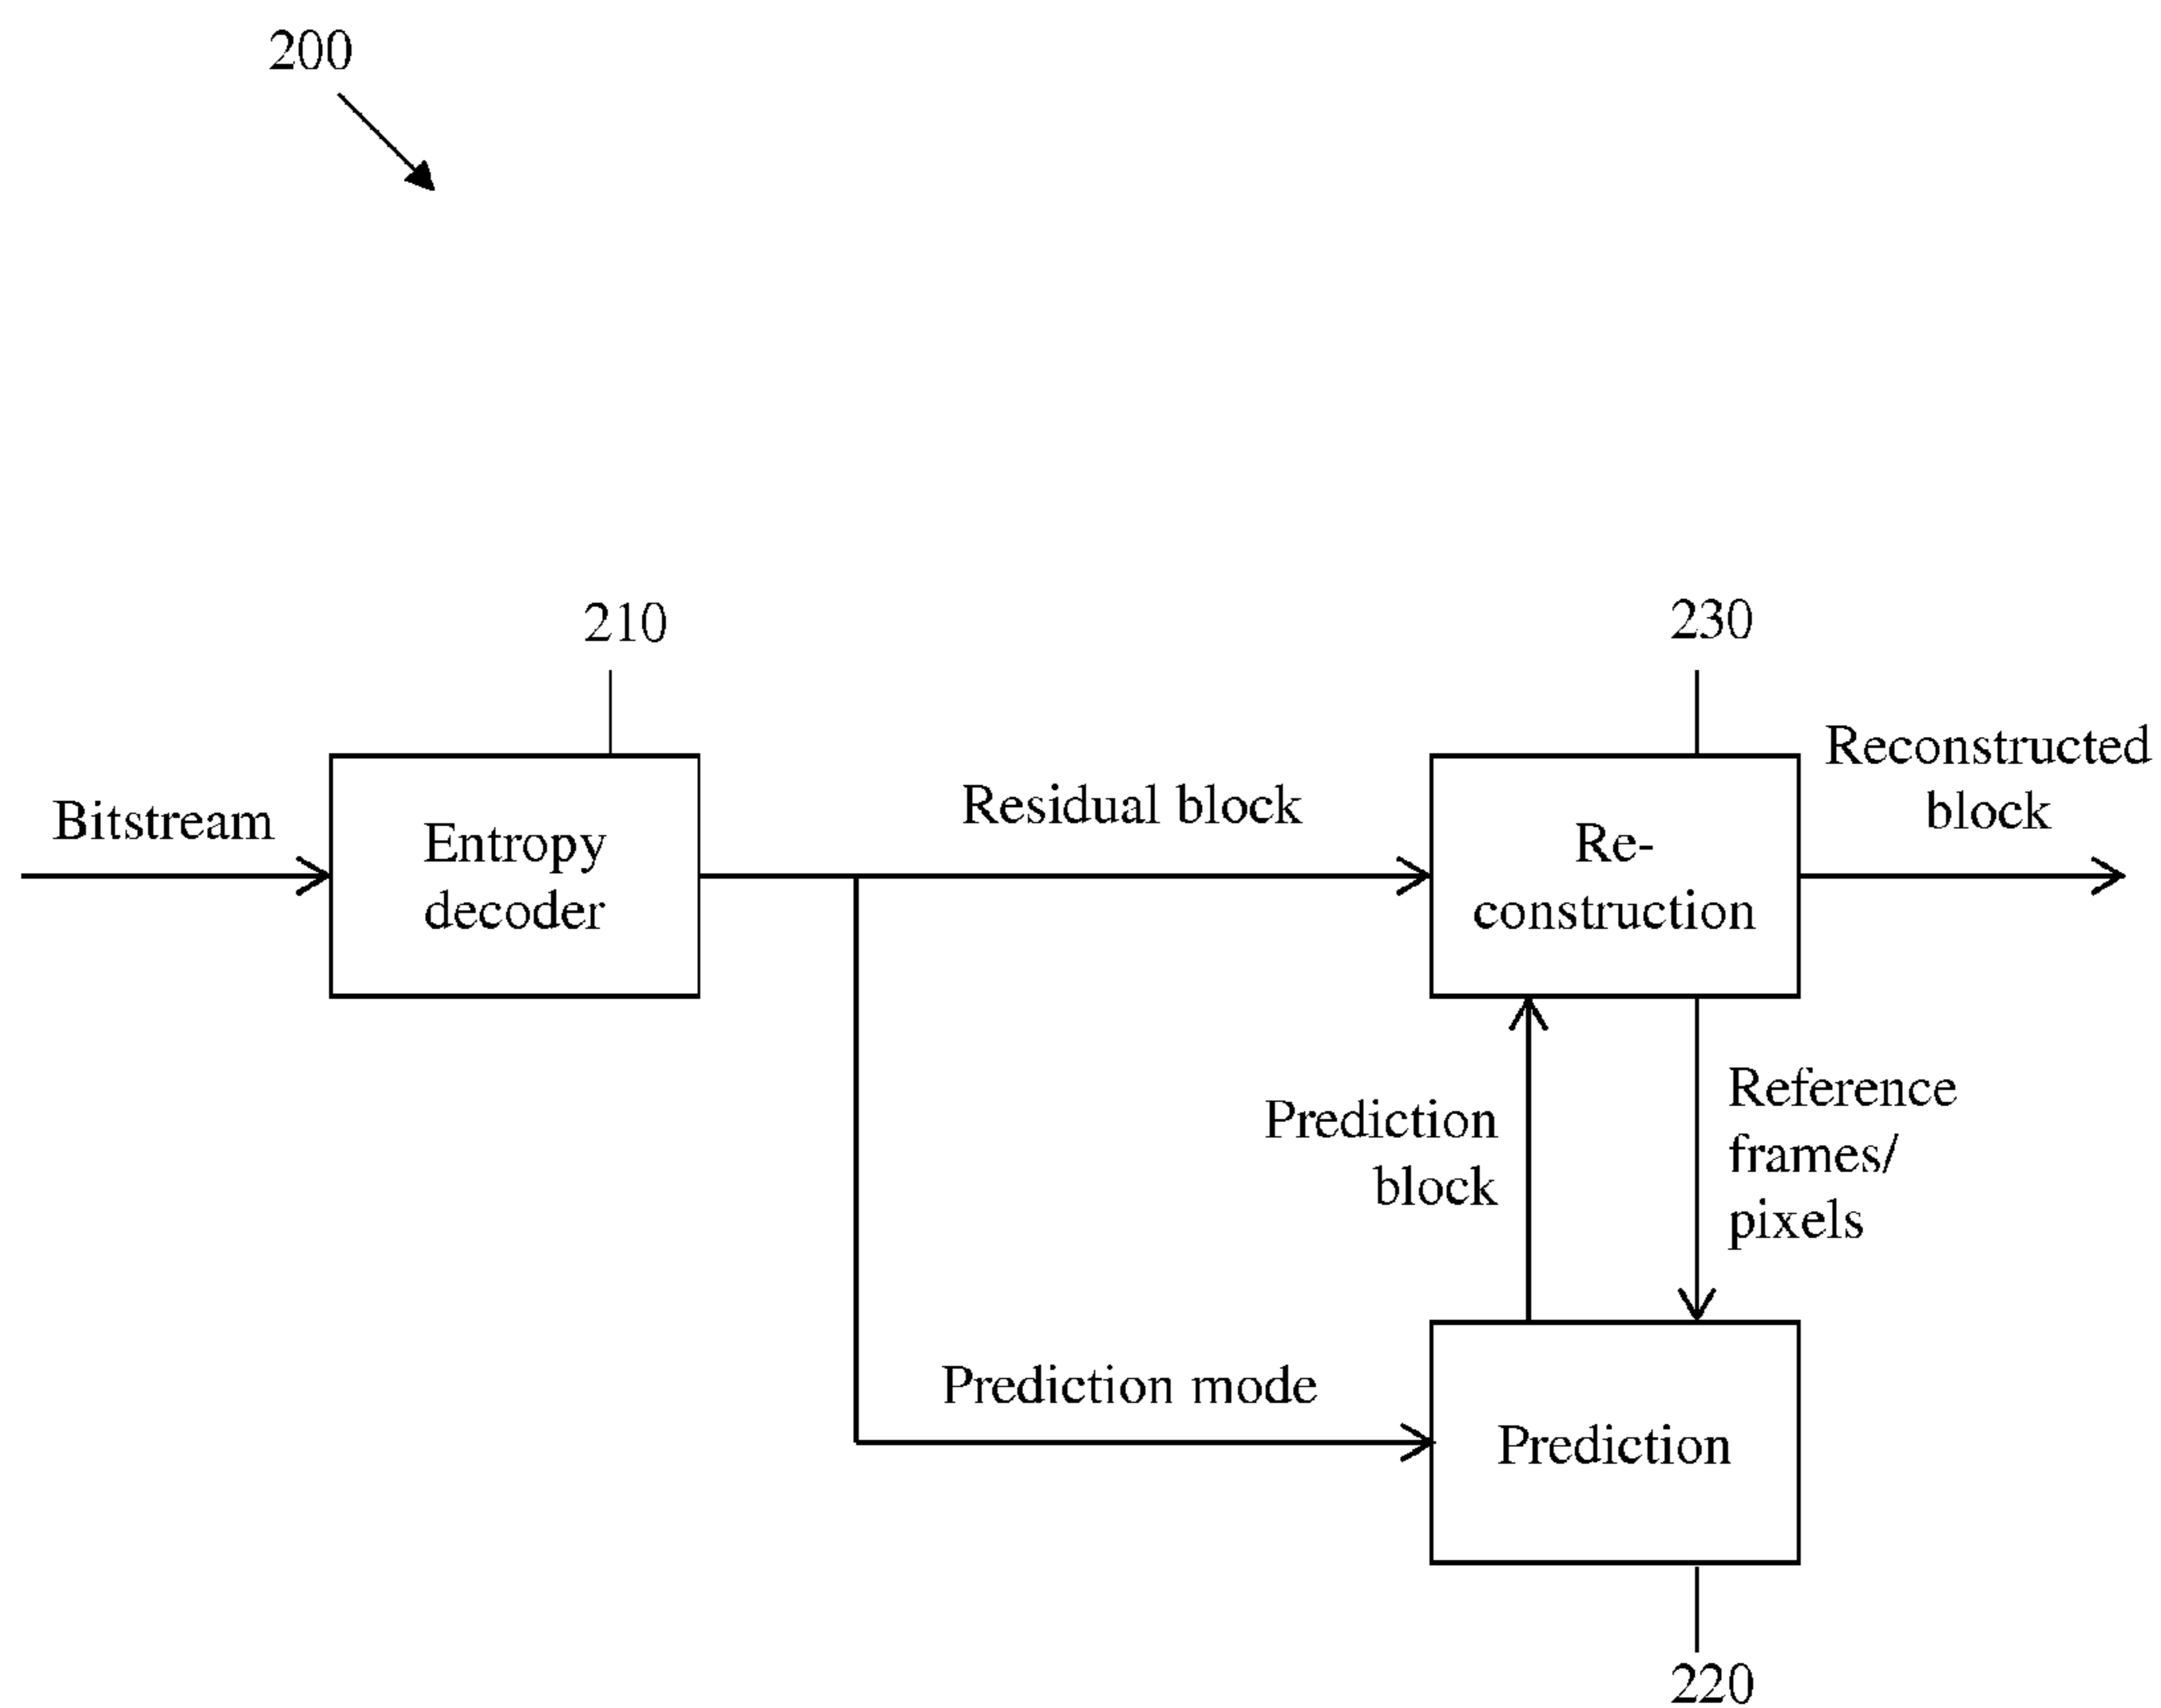 200
210
230
Bitstream
Entropy
decoder
Residual block
Re-
construction
Reconstructed
block
Prediction
block
Reference
frames/
pixels
Prediction mode
Prediction
220